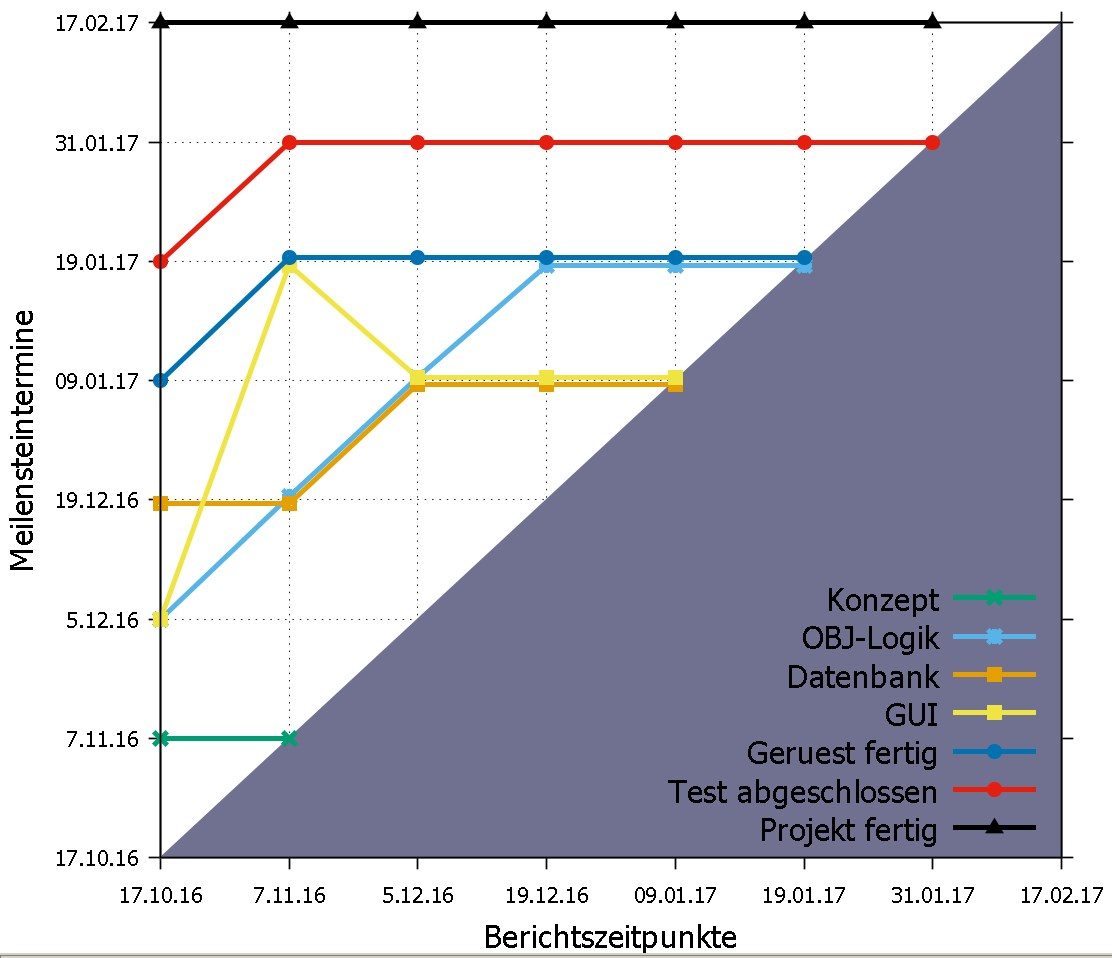 17.02.17
31.01.17
19.01.17
09.01.17
19.12.16
5.12.16
7.11.16
17.10.16
Meilensteintermine
Konzept
OBJ-Logik
Datenbank
GUI
Geruest fertig
Test abgeschlossen
Projekt fertig
17.10.16 7.11.16 5.12.16 19.12.16 09.01.17 19.01.17 31.01.17 17.02.17
Berichtszeitpunkte